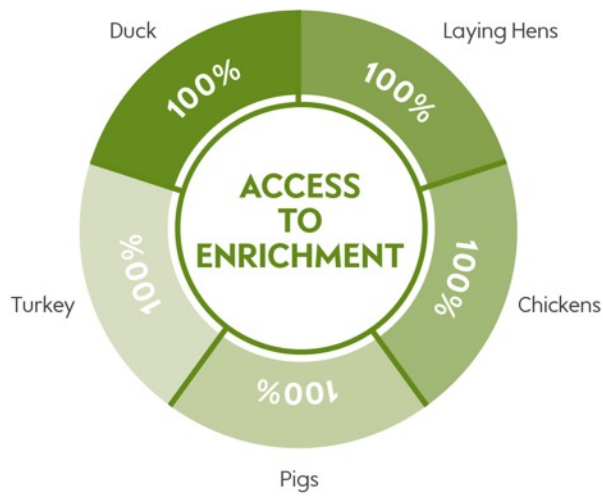 Duck
Laying Hens
100%
100%
ACCESS
TO
ENRICHMENT
100%
100%
Turkey
Chickens
100%
Pigs